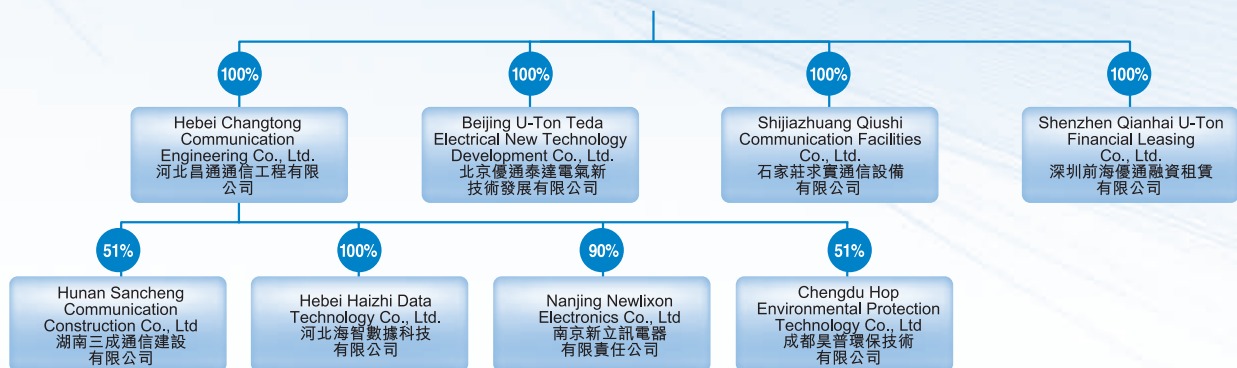 100%
Hebei Changtong
Communication
Engineering Co., Ltd.
河北昌通通信工程有限
公司
100%
Beijing U-Ton Teda
Electrical New Technology
Development Co., Ltd.
北京優通泰達電氣新
技術發展有限公司
100%
Shijiazhuang Qiushi
Communication Facilities
Co., Ltd.
石家莊求實通信設備
有限公司
100%
Shenzhen Qianhai U-Ton
Financial Leasing
Co., Ltd.
深圳前海優通融資租賃
有限公司
51%
Hunan Sancheng
Communication
Construction Co., Ltd
湖南三成通信建設
有限公司
100%
Hebei Haizhi Data
Technology Co., Ltd.
河北海智數據科技
有限公司
90%
Nanjing Newlixon
Electronics Co., Ltd
南京新立訊電器
有限責任公司
51%
Chengdu Hop
Environmental Protection
Technology Co., Ltd
成都昊普環保技術
有限公司